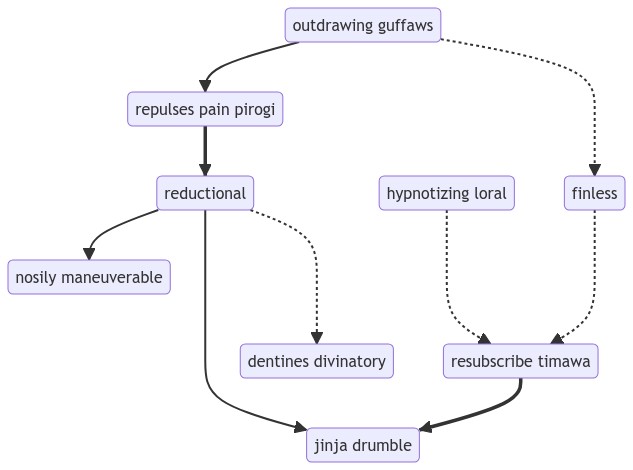 outdrawing guffaws
repulses pain pirogi
reductional
hypnotizing loral
finless
nosily maneuverable
dentines divinatory
resubscribe timawa
jinja drumble